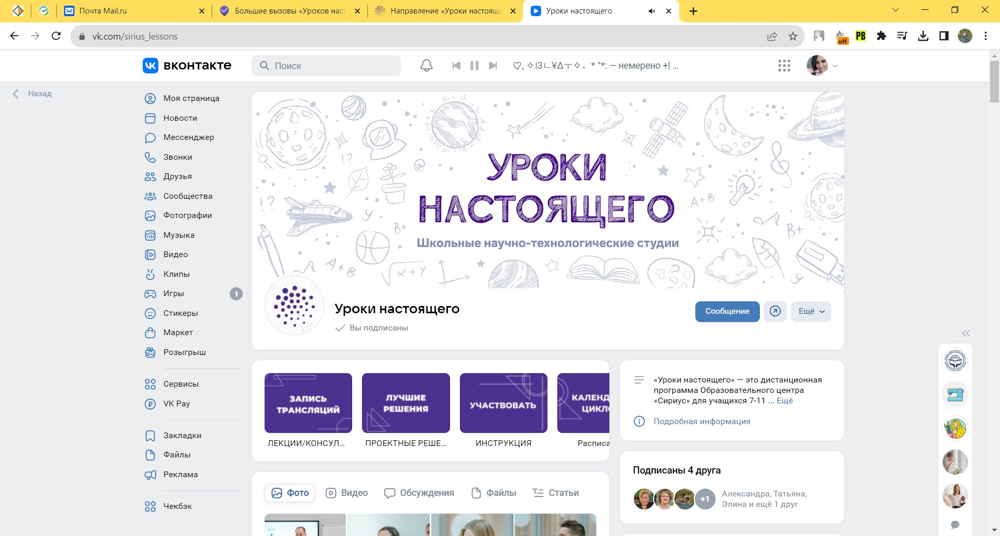 Почта Mail.ru
Большие вызовы «Уроков наст
Направление «Уроки настояще
Уроки настоящего
vk.com/sirius_lessons
off
PB
вконтакте
Поиск
— немерено +| ...
Назад
Моя страница
Новости
Мессенджер
Звонки
Друзья
Сообщества
Фотографии
Музыка
Видео
Клипы
Игры
1
Стикеры
Маркет
Розыгрыш
Сервисы
VK Pay
Закладки
Файлы
Реклама
Чекбэк
УРОКИ
НАСТОЯЩЕГО
Школьные научно-технологические студии
!?
!?
@
y
B+
A+B
√x+y
A+B
B+
y
Уроки настоящего
Вы подписаны
Сообщение
Ещё
ЗАПИСЬ
ТРАНСЛЯЦИЙ
ЛЕКЦИИ/КОНСУЛ...
ЛУЧШИЕ
РЕШЕНИЯ
ПРОЕКТНЫЕ РЕШЕ...
УЧАСТВОВАТЬ
ИНСТРУКЦИЯ
КАЛЕНД
ЦИКЛ
Расписа
«Уроки настоящего» — это дистанционная
программа Образовательного центра
«Сириус» для учащихся 7-11 ... Ещё
Подробная информация
Подписаны 4 друга
+1
Александра, Татьяна,
Элина и ещё 1 друг
Фото
Видео
Обсуждения
Файлы
Статьи